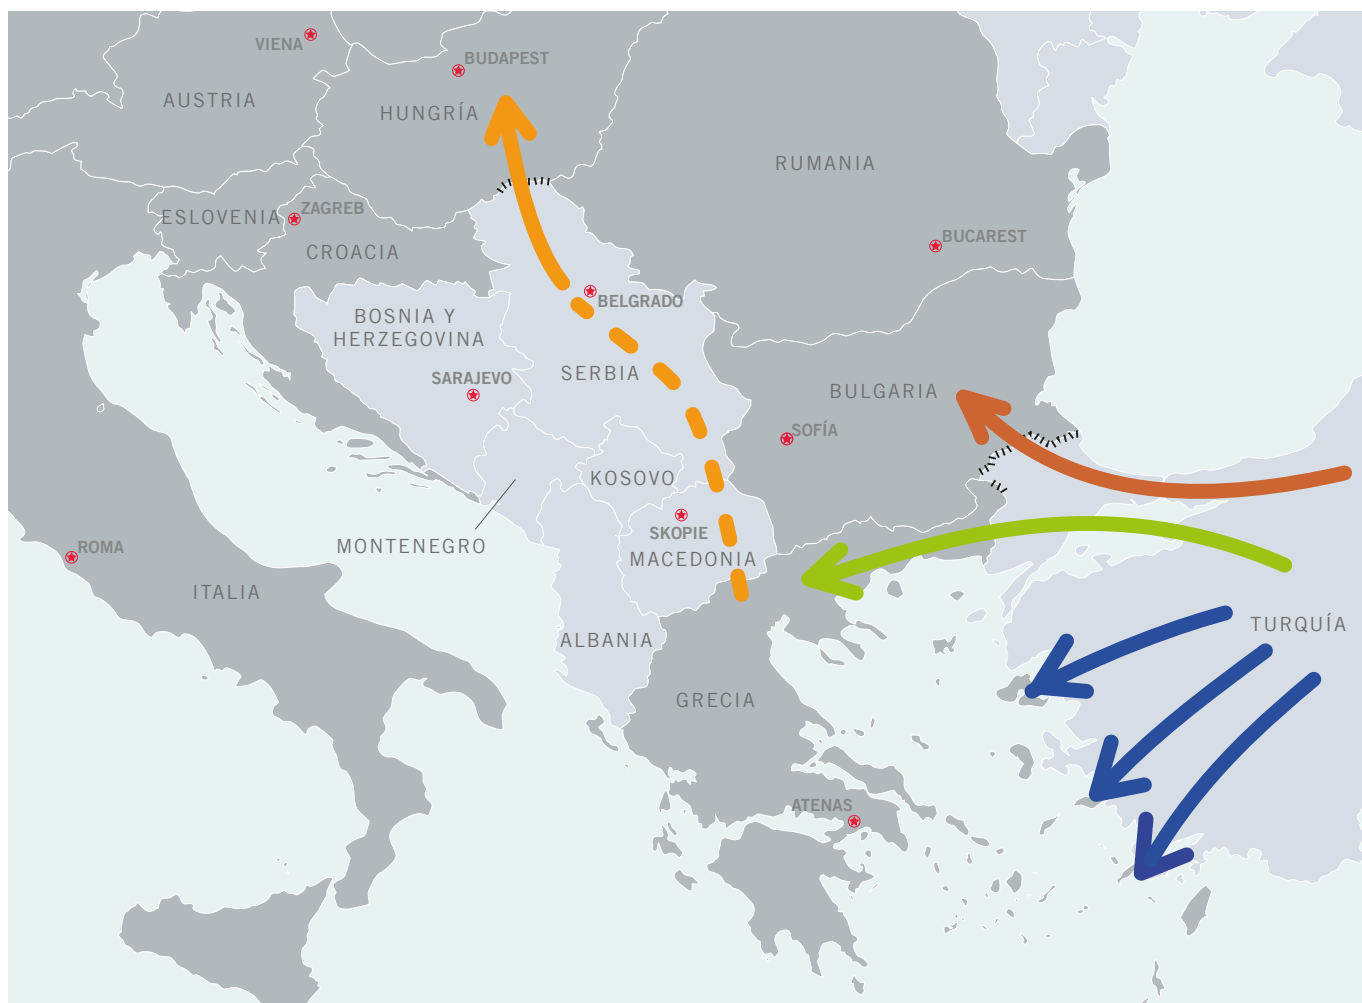 VIENA
BUDAPEST
AUSTRIA
HUNGRÍA
RUMANIA
ESLOVENIA
ZAGREB
CROACIA
BUCAREST
BELGRADO
BOSNIA Y
HERZEGOVINA
SARAJEVO
SERBIA
BULGARIA
SOFÍA
KOSOVO
SKOPIE
MACEDONIA
MONTENEGRO
ROMA
ITALIA
ALBANIA
TURQUÍA
GRECIA
ATENAS